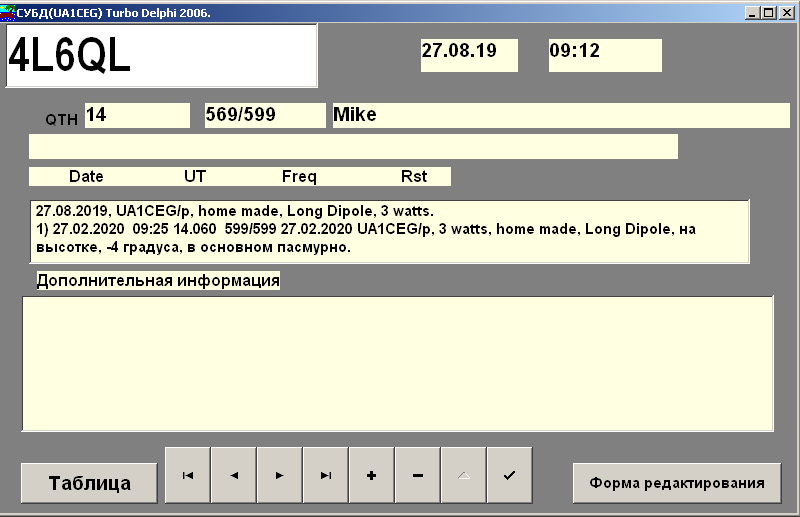 СУБД(UA1CEG) Turbo Delphi 2006.
4L6QL
27.08.19 09:12
QTH 14 569/599 Mike
Date UT Freq Rst
27.08.2019, UA1CEG/p, home made, Long Dipole, 3 watts.
1) 27.02.2020 09:25 14.060 599/599 27.02.2020 UA1CEG/p, 3 watts, home made, Long Dipole, на
высотке, -4 градуса, в основном пасмурно.
Дополнительная информация
Таблица Форма редактирования